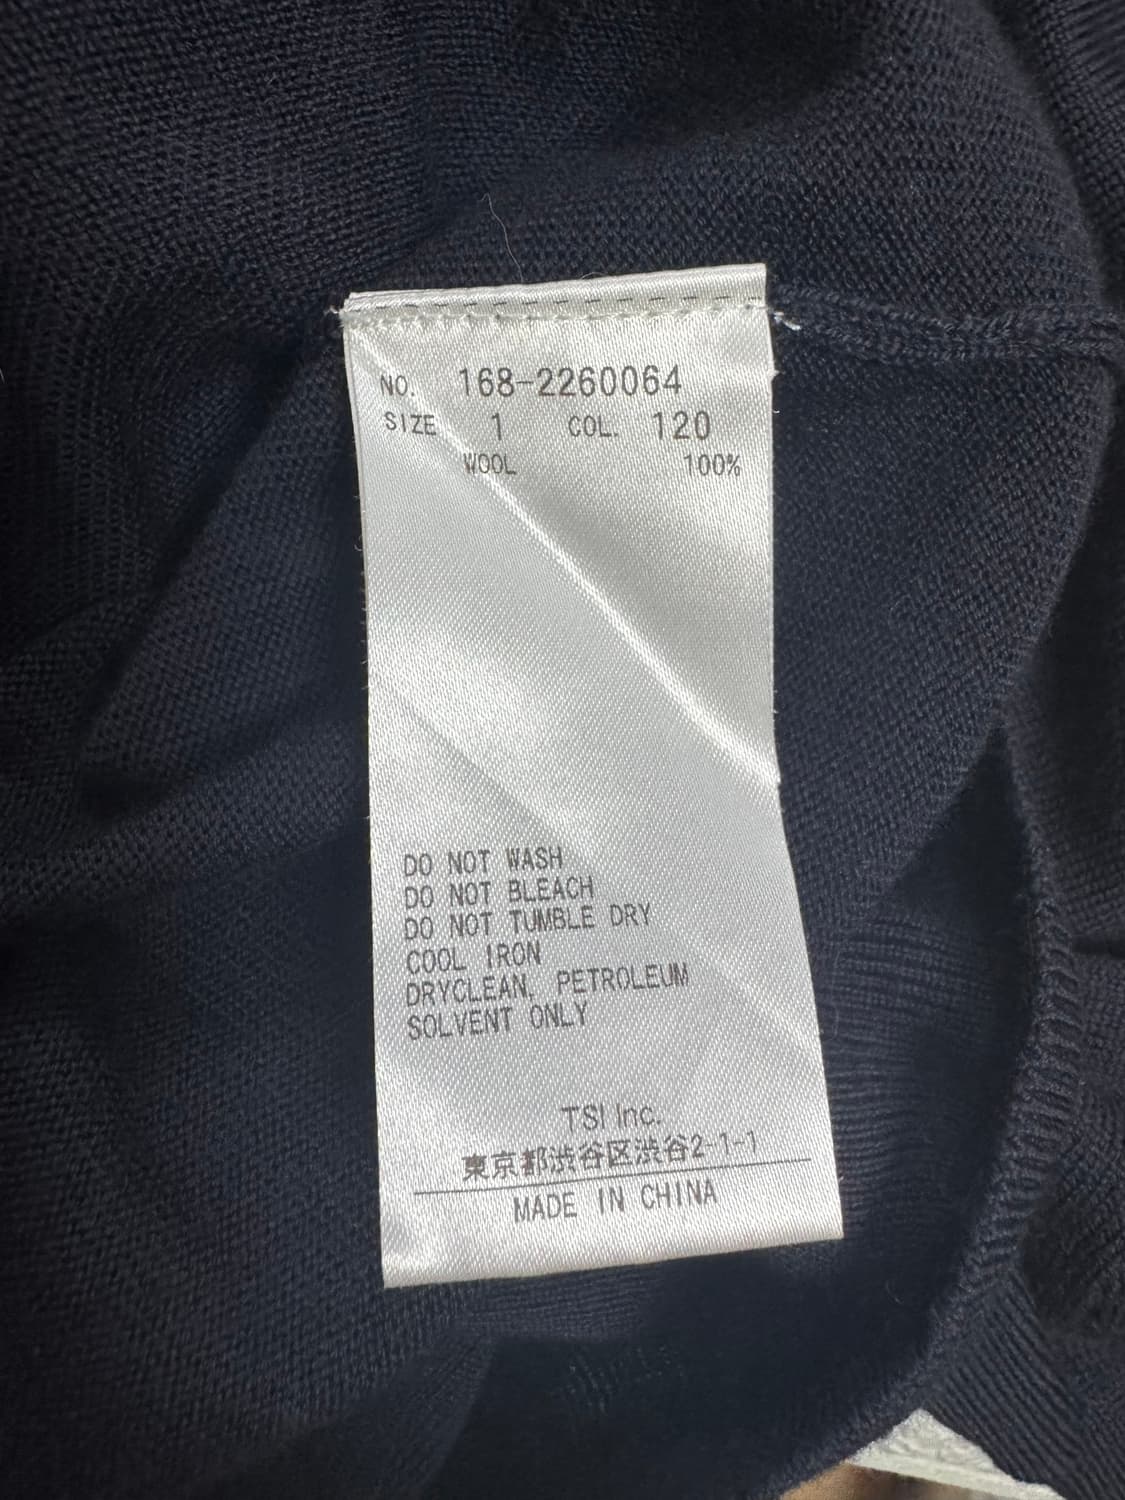 NO. 168-2260064
SIZE 1 COL. 120
WOOL 100%
DO NOT WASH
DO NOT BLEACH
DO NOT TUMBLE DRY
COOL IRON
DRYCLEAN, PETROLEUM
SOLVENT ONLY
TSI Inc.
東京都渋谷区渋谷2-1-1
MADE IN CHINA